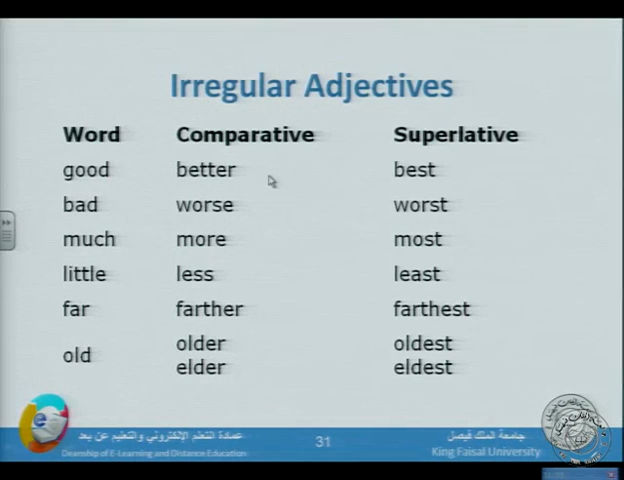 Irregular Adjectives
Word Comparative Superlative
good better best
bad worse worst
much more most
little less least
far farther farthest
old older oldest
elder eldest
عمادة التعلم الإلكتروني والتعليم عن بعد 31 جامعة الملك فيصل
Deanship of E-Learning and Distance Education King Faisal University